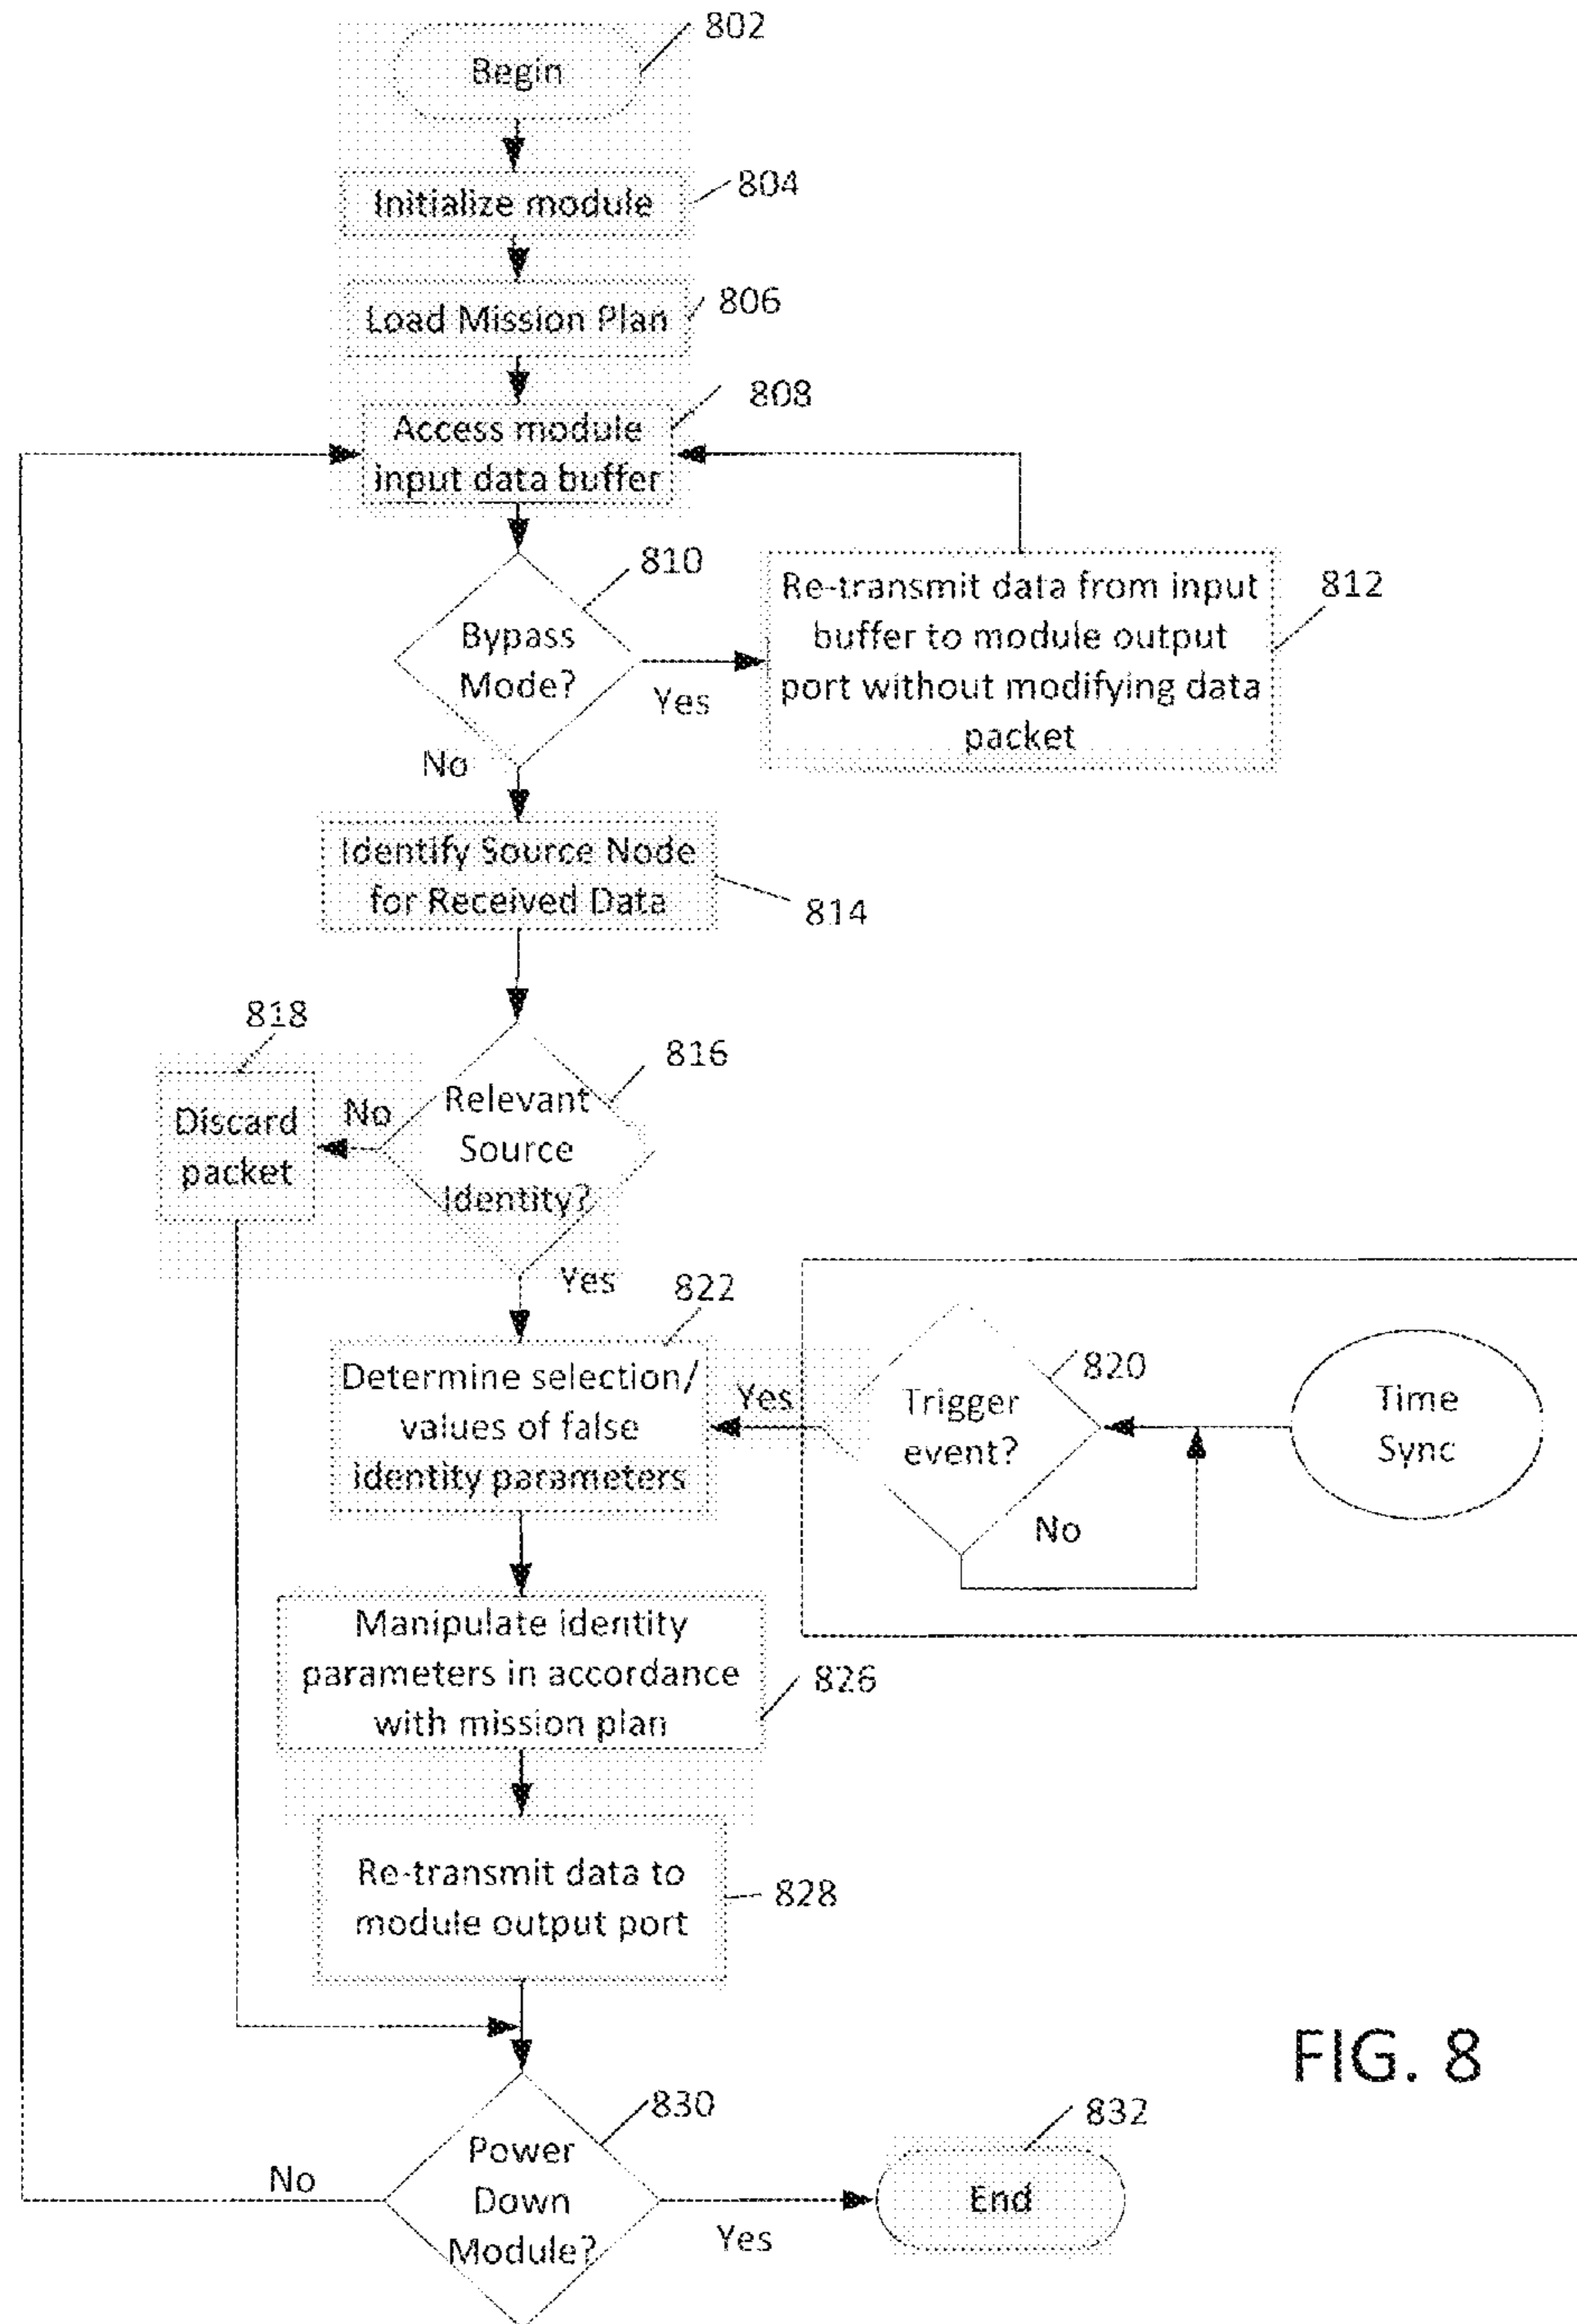 802
Begin
804
Initialize module
806
Load Mission Plan
808
Access module
input data buffer
810
Bypass
Mode?
Yes
No
Re-transmit data from input
buffer to module output
port without modifying data
packet
812
Identify Source Node
for Received Data
814
816
Relevant
Source
Identity?
No
Yes
818
Discard
packet
822
Determine selection/
values of false
identity parameters
Yes
820
Trigger
event?
No
Time
Sync
Manipulate identity
parameters in accordance
with mission plan
826
Re-transmit data to
module output port
828
830
Power
Down
Module?
No
Yes
832
End
FIG. 8